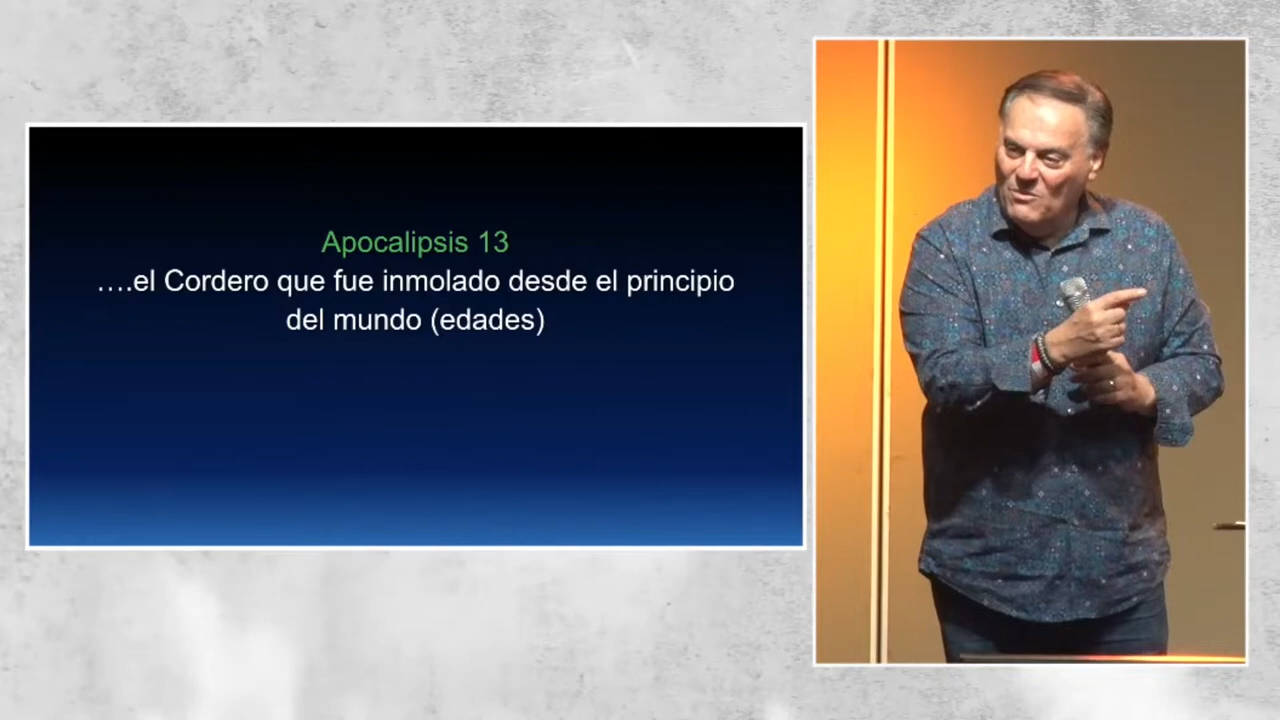 Apocalipsis 13
....el Cordero que fue inmolado desde el principio
del mundo (edades)